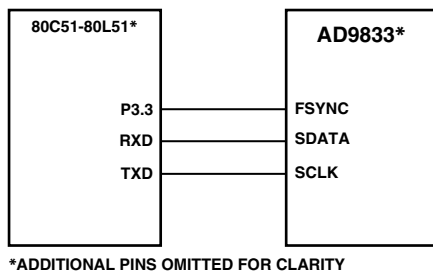 80C51-80L51*
AD9833*
P3.3
FSYNC
RXD
SDATA
TXD
SCLK
*ADDITIONAL PINS OMITTED FOR CLARITY